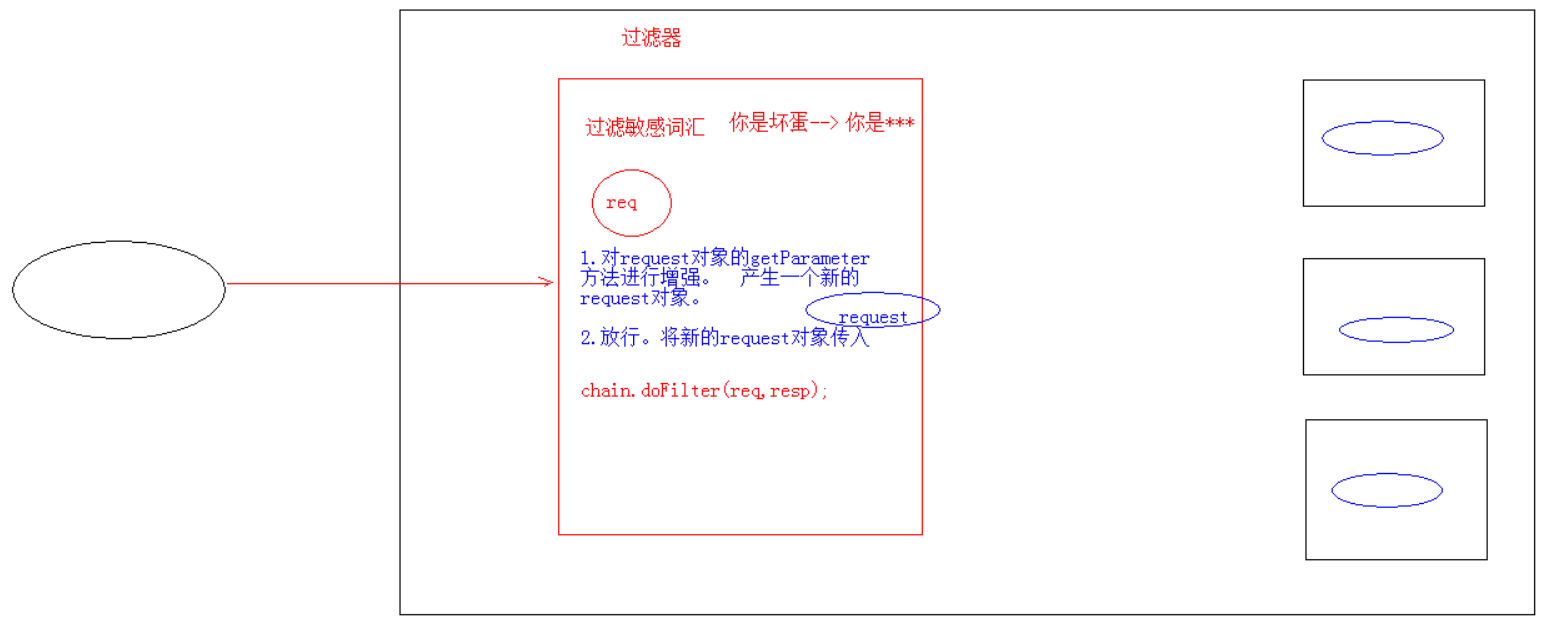 过滤器
过滤敏感词汇 你是坏蛋--> 你是***
req
1.对request对象的getParameter
方法进行增强。 产生一个新的
request对象。
request
2.放行。将新的request对象传入
chain.doFilter(req,resp);